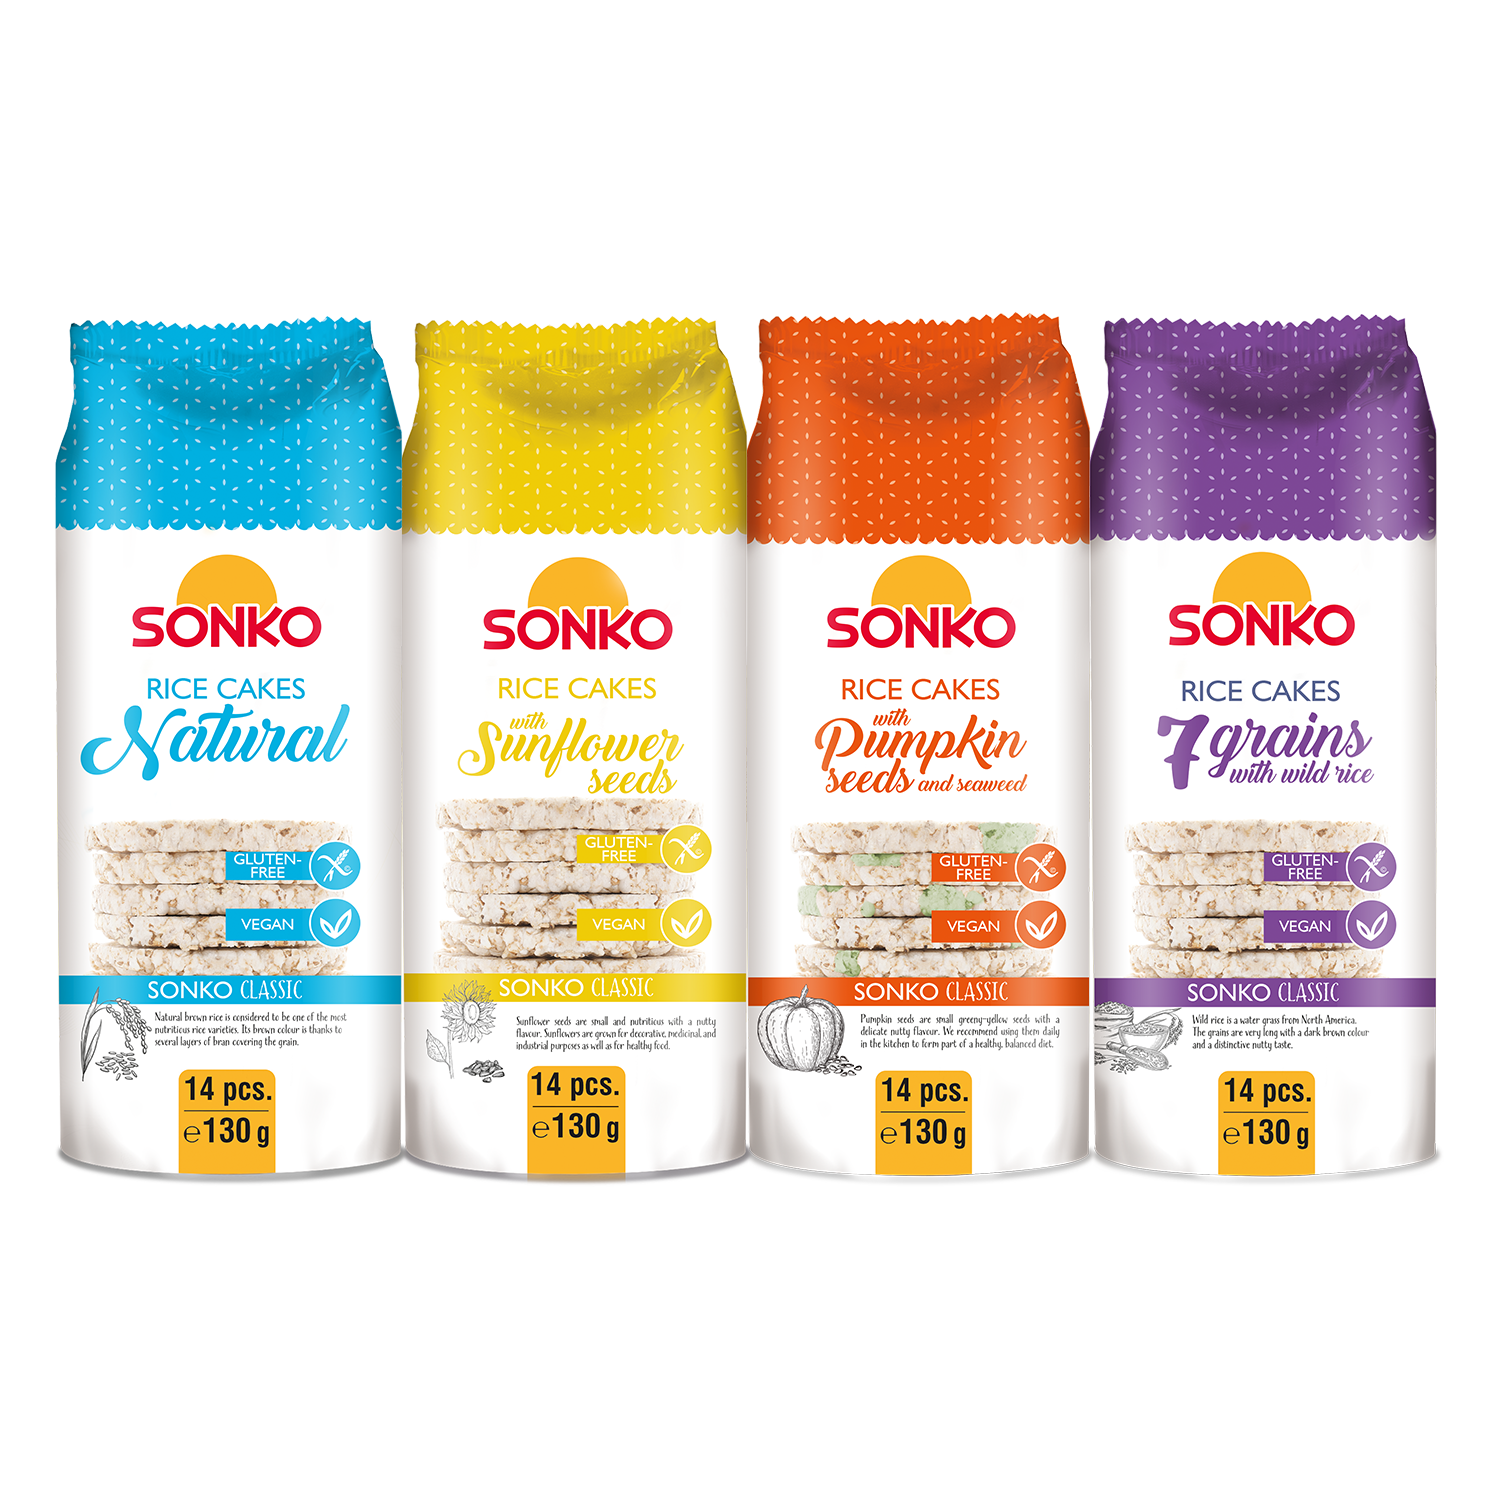 SONKO
RICE CAKES
Natural
GLUTEN-
FREE
VEGAN
SONKO CLASSIC
Natural brown rice is considered to be one of the most
nutritious rice varieties. Its brown colour is thanks to
several layers of bran covering the grain.
14 pcs.
℮130 g
SONKO
RICE CAKES
with
Sunflower
seeds
GLUTEN-
FREE
VEGAN
SONKO CLASSIC
Sunflower seeds are small and nutritious with a nutty
flavour. Sunflowers are grown for decorative, medicinal, and
industrial purposes as well as for healthy food.
14 pcs.
℮130 g
SONKO
RICE CAKES
with
Pumpkin
seeds and seaweed
GLUTEN-
FREE
VEGAN
SONKO CLASSIC
Pumpkin seeds are small greeny-yellow seeds with a
delicate nutty flavour. We recommend using them daily
in the kitchen to form part of a healthy, balanced diet.
14 pcs.
℮130 g
SONKO
RICE CAKES
7 grains
with wild rice
GLUTEN-
FREE
VEGAN
SONKO CLASSIC
Wild rice is a water grass from North America.
The grains are very long with a dark brown colour
and a distinctive nutty taste.
14 pcs.
℮130 g